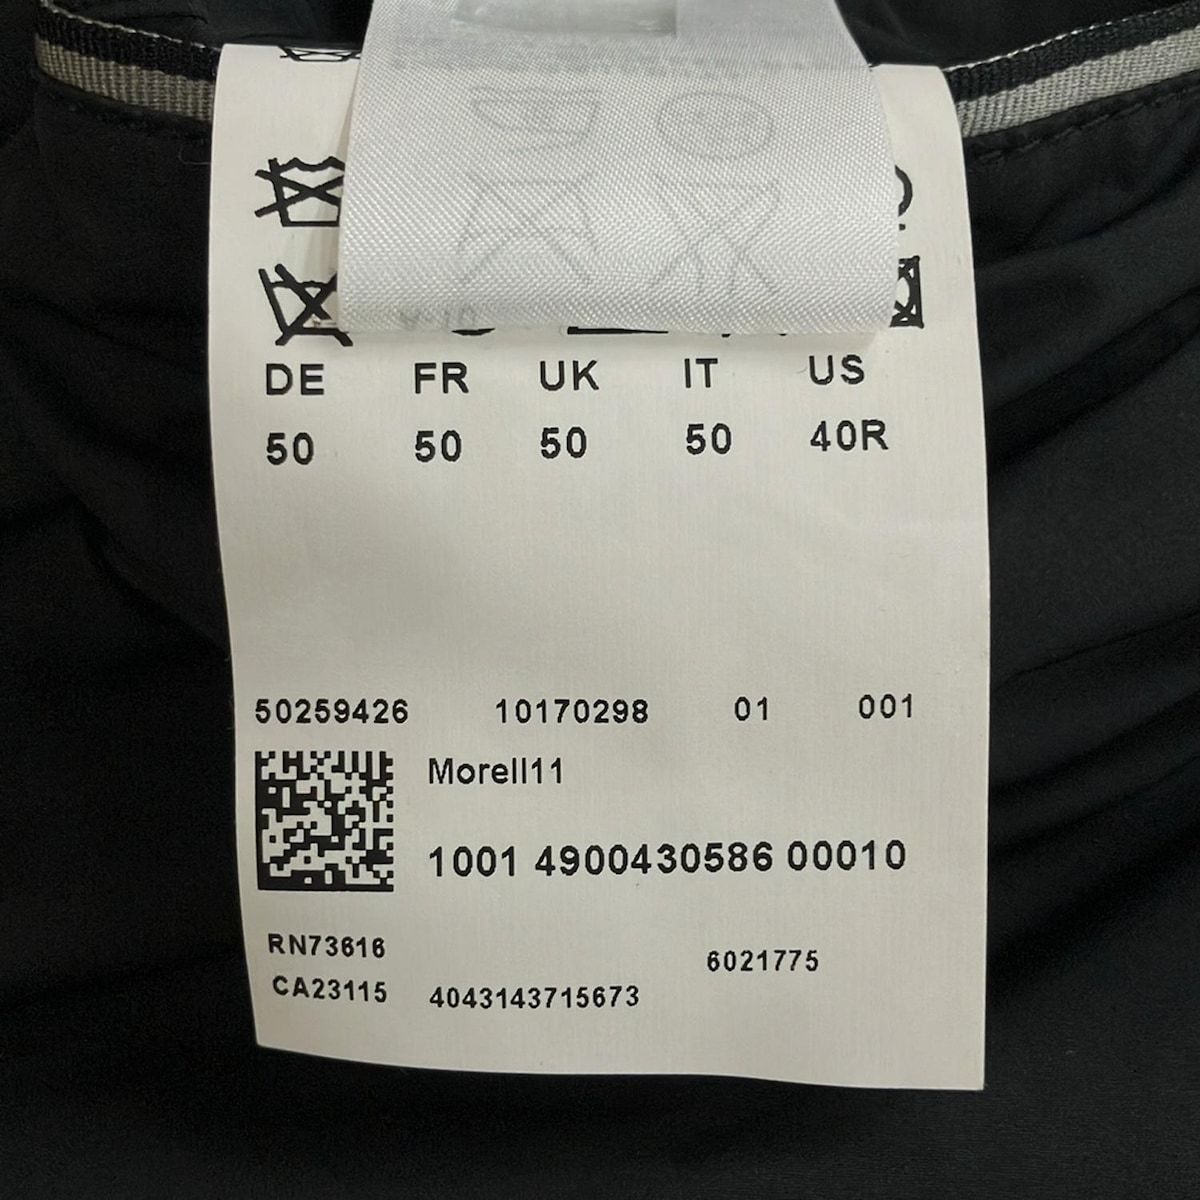 DE FR UK IT US
50 50 50 50 40R
50259426 10170298 01 001
Morell11
1001 4900430586 00010
RN73616
6021775
CA23115 4043143715673